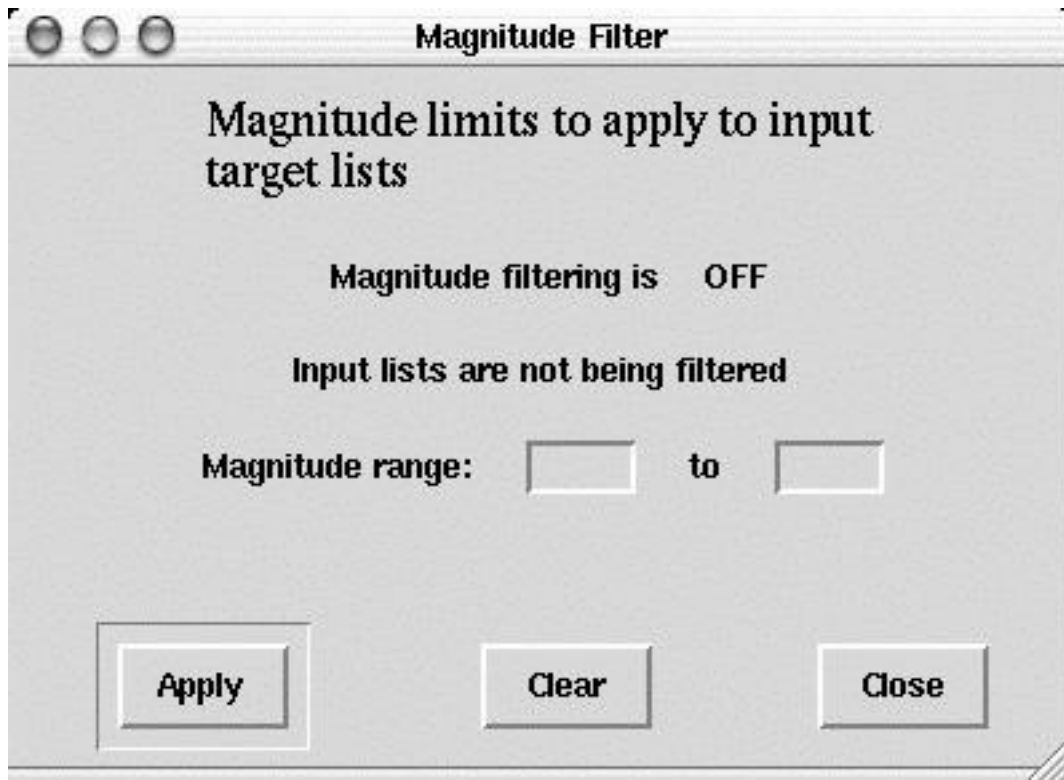 Magnitude Filter
Magnitude limits to apply to input
target lists
Magnitude filtering is OFF
Input lists are not being filtered
Magnitude range: to
Apply Clear Close